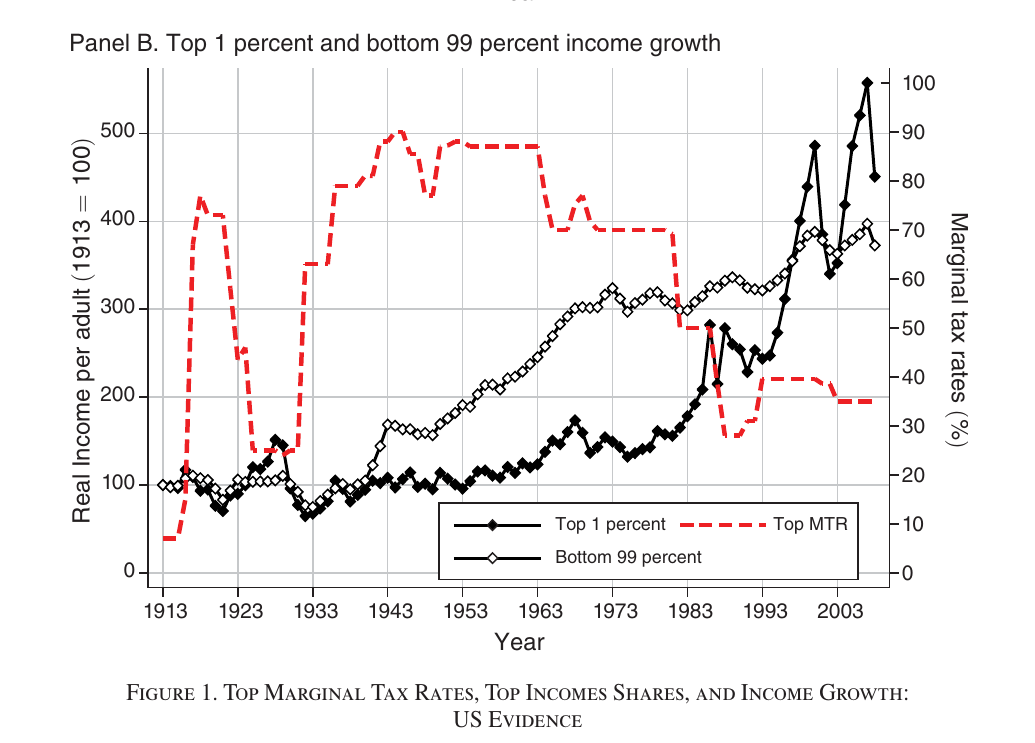 Panel B. Top 1 percent and bottom 99 percent income growth
Real Income per adult (1913 = 100)
500
400
300
200
100
0
100
90
80
70
60
50
40
30
20
10
0
Marginal tax rates (%)
Top 1 percent
Top MTR
Bottom 99 percent
1913 1923 1933 1943 1953 1963 1973 1983 1993 2003
Year
Figure 1. Top Marginal Tax Rates, Top Incomes Shares, and Income Growth:
US Evidence